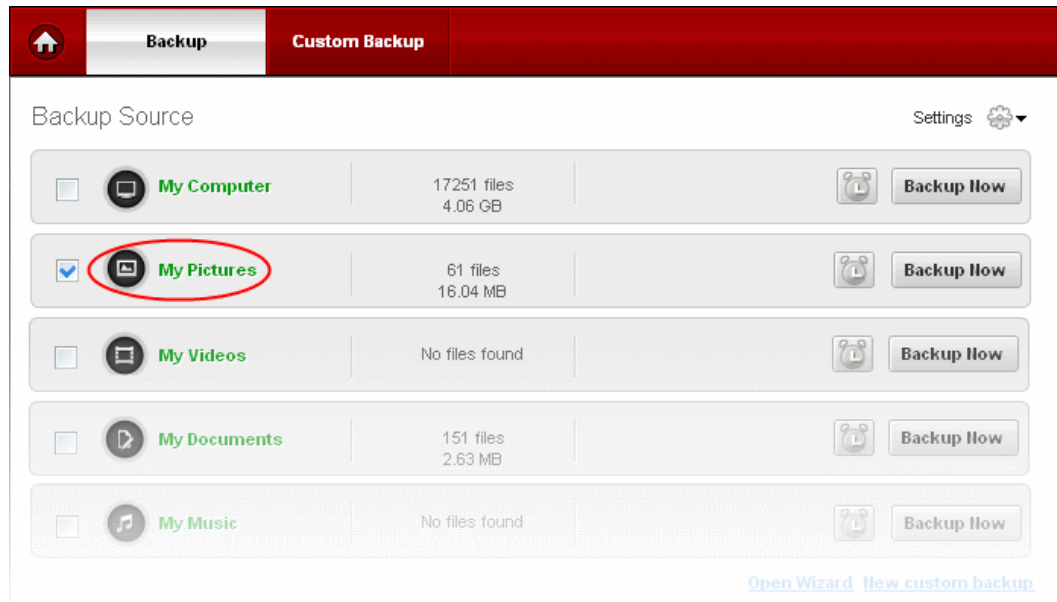 Backup Custom Backup
Backup Source Settings
My Computer 17251 files Backup Now
4.06 GB
My Pictures 61 files Backup Now
16.04 MB
My Videos No files found Backup Now
My Documents 151 files Backup Now
2.63 MB
My Music No files found Backup Now
Open Wizard New custom backup